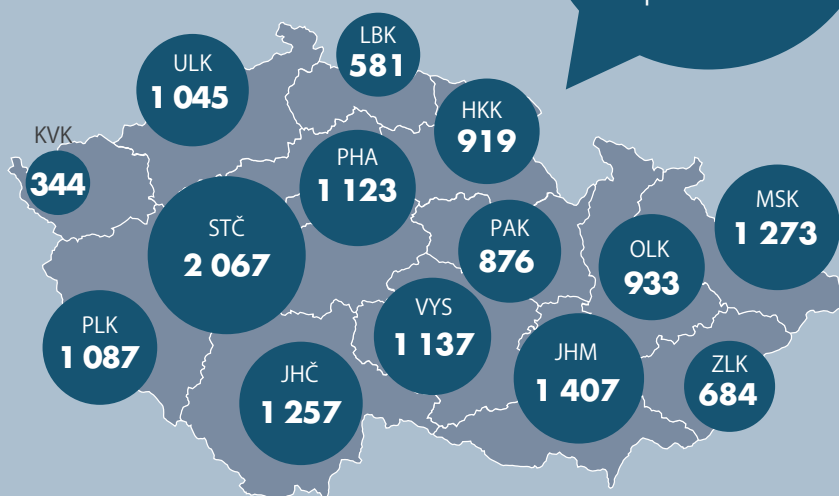 LBK
581
ULK
1 045
HKK
919
KVK
344
PHA
1 123
MSK
1 273
STČ
2 067
PAK
876
OLK
933
VYS
1 137
PLK
1 087
JHM
1 407
JHČ
1 257
ZLK
684